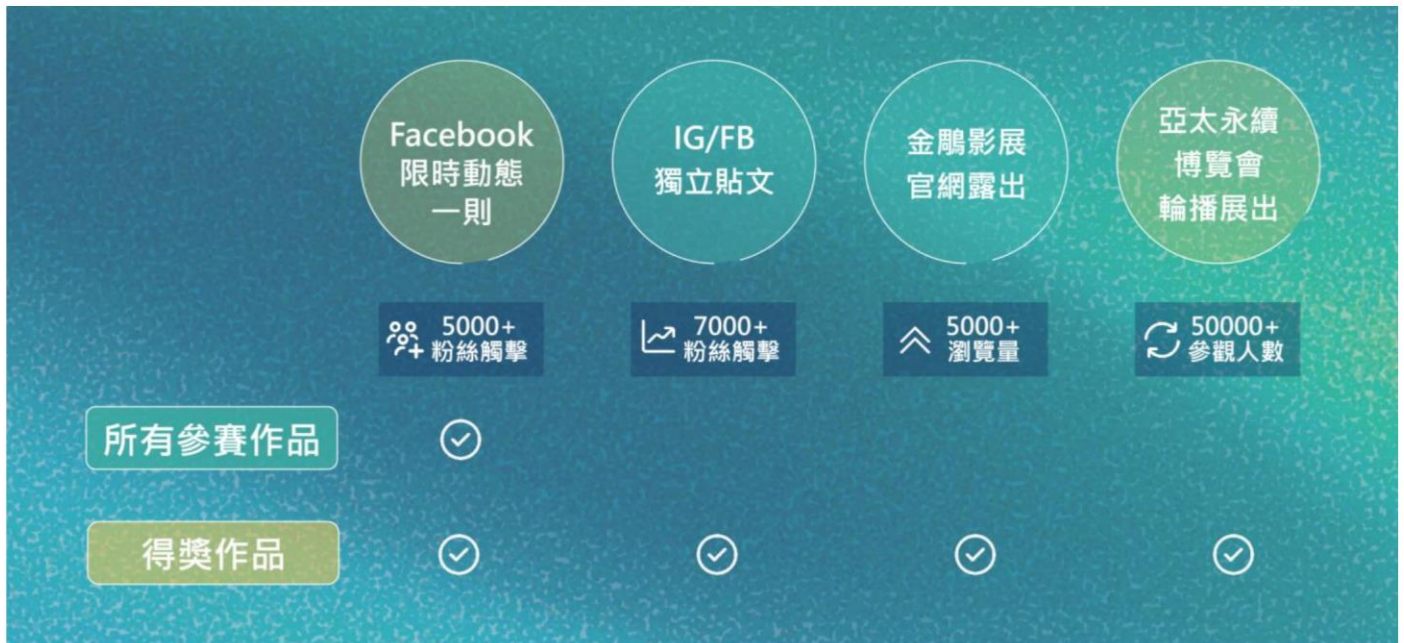 Facebook
限時動態
一則
IG/FB
獨立貼文
金鵰影展
官網露出
亞太永續
博覽會
輪播展出
5000+
粉絲觸擊
7000+
粉絲觸擊
5000+
瀏覽量
50000+
參觀人數
所有參賽作品
得獎作品